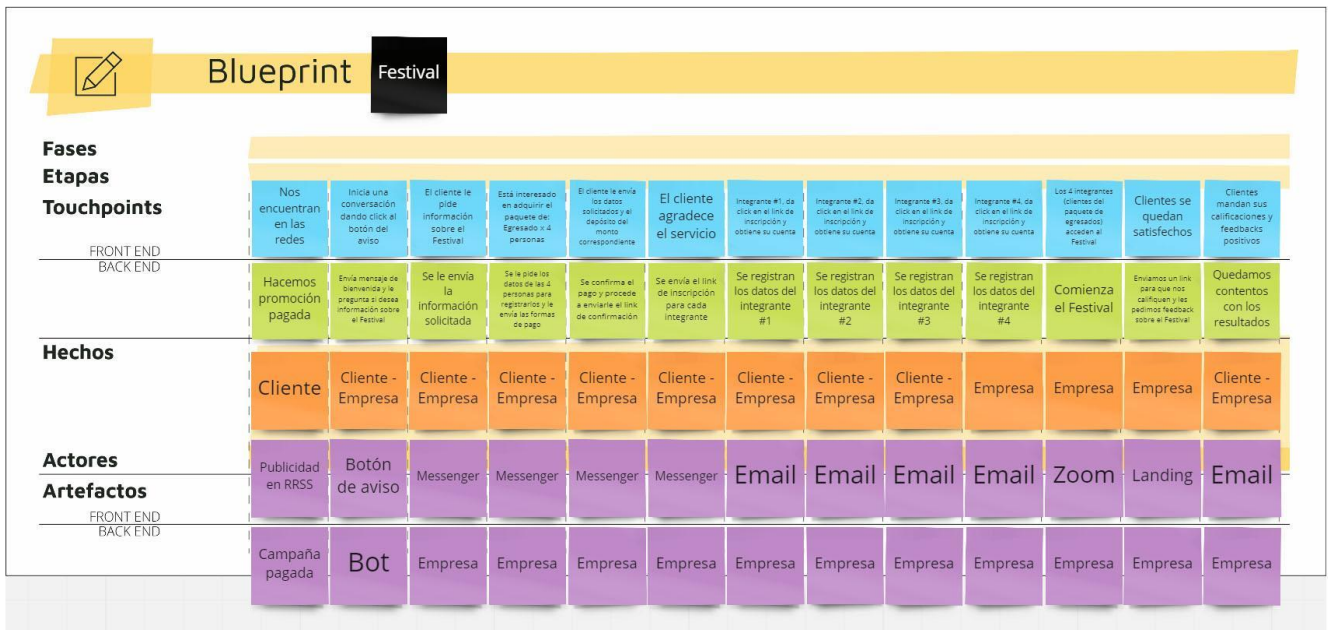 Blueprint
Festival
Fases
Etapas
Touchpoints
FRONT END
BACK END
Nos
encuentran
en las
redes
Inicia una
conversación
dando click al
botón del
aviso
El cliente le
pide
información
sobre el
Festival
Está interesado
en adquirir el
paquete de:
Egresado x 4
personas
El cliente le envía
los datos
solicitados y el
depósito del
monto
correspondiente
El cliente
agradece
el servicio
Integrante #1, da
click en el link de
inscripción y
obtiene su cuenta
Integrante #2, da
click en el link de
inscripción y
obtiene su cuenta
Integrante #3, da
click en el link de
inscripción y
obtiene su cuenta
Integrante #4, da
click en el link de
inscripción y
obtiene su cuenta
Los 4 integrantes
(clientes del
paquete de
egresados)
acceden al
Festival
Clientes se
quedan
satisfechos
Clientes
mandan sus
calificaciones y
feedbacks
positivos
Hacemos
promoción
pagada
Envía mensaje de
bienvenida y le
pregunta si desea
información sobre
el Festival
Se le envía
la
información
solicitada
Se le pide los
datos de las 4
personas para
registrarlos y le
envía las formas
de pago
Se confirma el
pago y procede
a enviarle el link
de confirmación
Se envía el link
de inscripción
para cada
integrante
Se registran
los datos del
integrante
#1
Se registran
los datos del
integrante
#2
Se registran
los datos del
integrante
#3
Se registran
los datos del
integrante
#4
Comienza
el Festival
Enviamos un link
para que nos
califiquen y les
pedimos feedback
sobre el Festival
Quedamos
contentos
con los
resultados
Hechos
Cliente
Cliente -
Empresa
Cliente -
Empresa
Cliente -
Empresa
Cliente -
Empresa
Cliente -
Empresa
Cliente -
Empresa
Cliente -
Empresa
Cliente -
Empresa
Empresa
Empresa
Empresa
Cliente -
Empresa
Actores
Artefactos
FRONT END
BACK END
Publicidad
en RRSS
Botón
de aviso
Messenger
Messenger
Messenger
Messenger
Email
Email
Email
Email
Zoom
Landing
Email
Campaña
pagada
Bot
Empresa
Empresa
Empresa
Empresa
Empresa
Empresa
Empresa
Empresa
Empresa
Empresa
Empresa